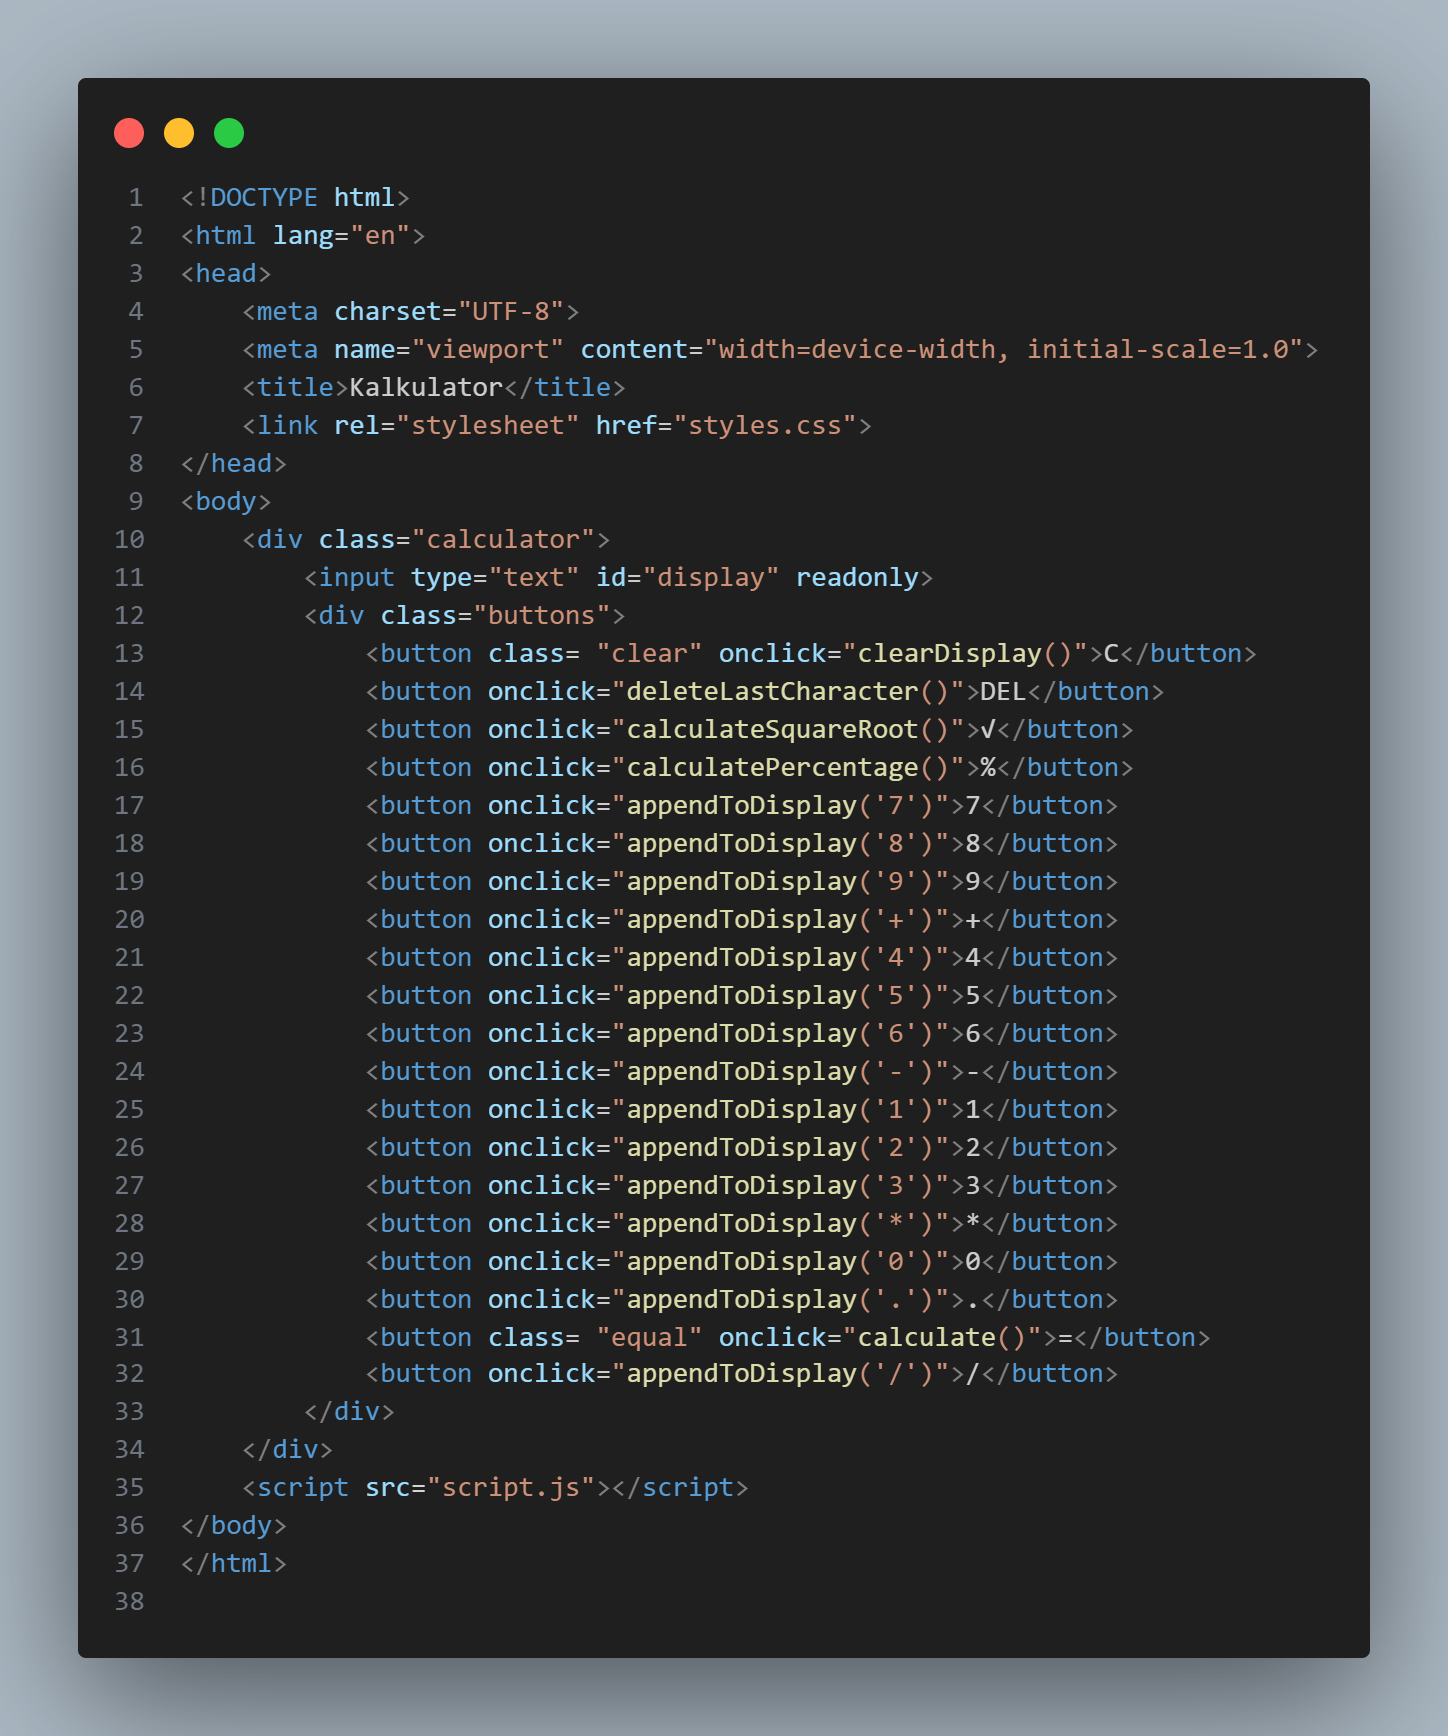 1 <!DOCTYPE html>
2 <html lang="en">
3 <head>
4     <meta charset="UTF-8">
5     <meta name="viewport" content="width=device-width, initial-scale=1.0">
6     <title>Kalkulator</title>
7     <link rel="stylesheet" href="styles.css">
8 </head>
9 <body>
10     <div class="calculator">
11         <input type="text" id="display" readonly>
12         <div class="buttons">
13             <button class= "clear" onclick="clearDisplay()">C</button>
14             <button onclick="deleteLastCharacter()">DEL</button>
15             <button onclick="calculateSquareRoot()">√</button>
16             <button onclick="calculatePercentage()">%</button>
17             <button onclick="appendToDisplay('7')">7</button>
18             <button onclick="appendToDisplay('8')">8</button>
19             <button onclick="appendToDisplay('9')">9</button>
20             <button onclick="appendToDisplay('+')">+</button>
21             <button onclick="appendToDisplay('4')">4</button>
22             <button onclick="appendToDisplay('5')">5</button>
23             <button onclick="appendToDisplay('6')">6</button>
24             <button onclick="appendToDisplay('-')">-</button>
25             <button onclick="appendToDisplay('1')">1</button>
26             <button onclick="appendToDisplay('2')">2</button>
27             <button onclick="appendToDisplay('3')">3</button>
28             <button onclick="appendToDisplay('*')">*</button>
29             <button onclick="appendToDisplay('0')">0</button>
30             <button onclick="appendToDisplay('.')">.</button>
31             <button class= "equal" onclick="calculate()">=</button>
32             <button onclick="appendToDisplay('/')">/</button>
33         </div>
34     </div>
35     <script src="script.js"></script>
36 </body>
37 </html>
38